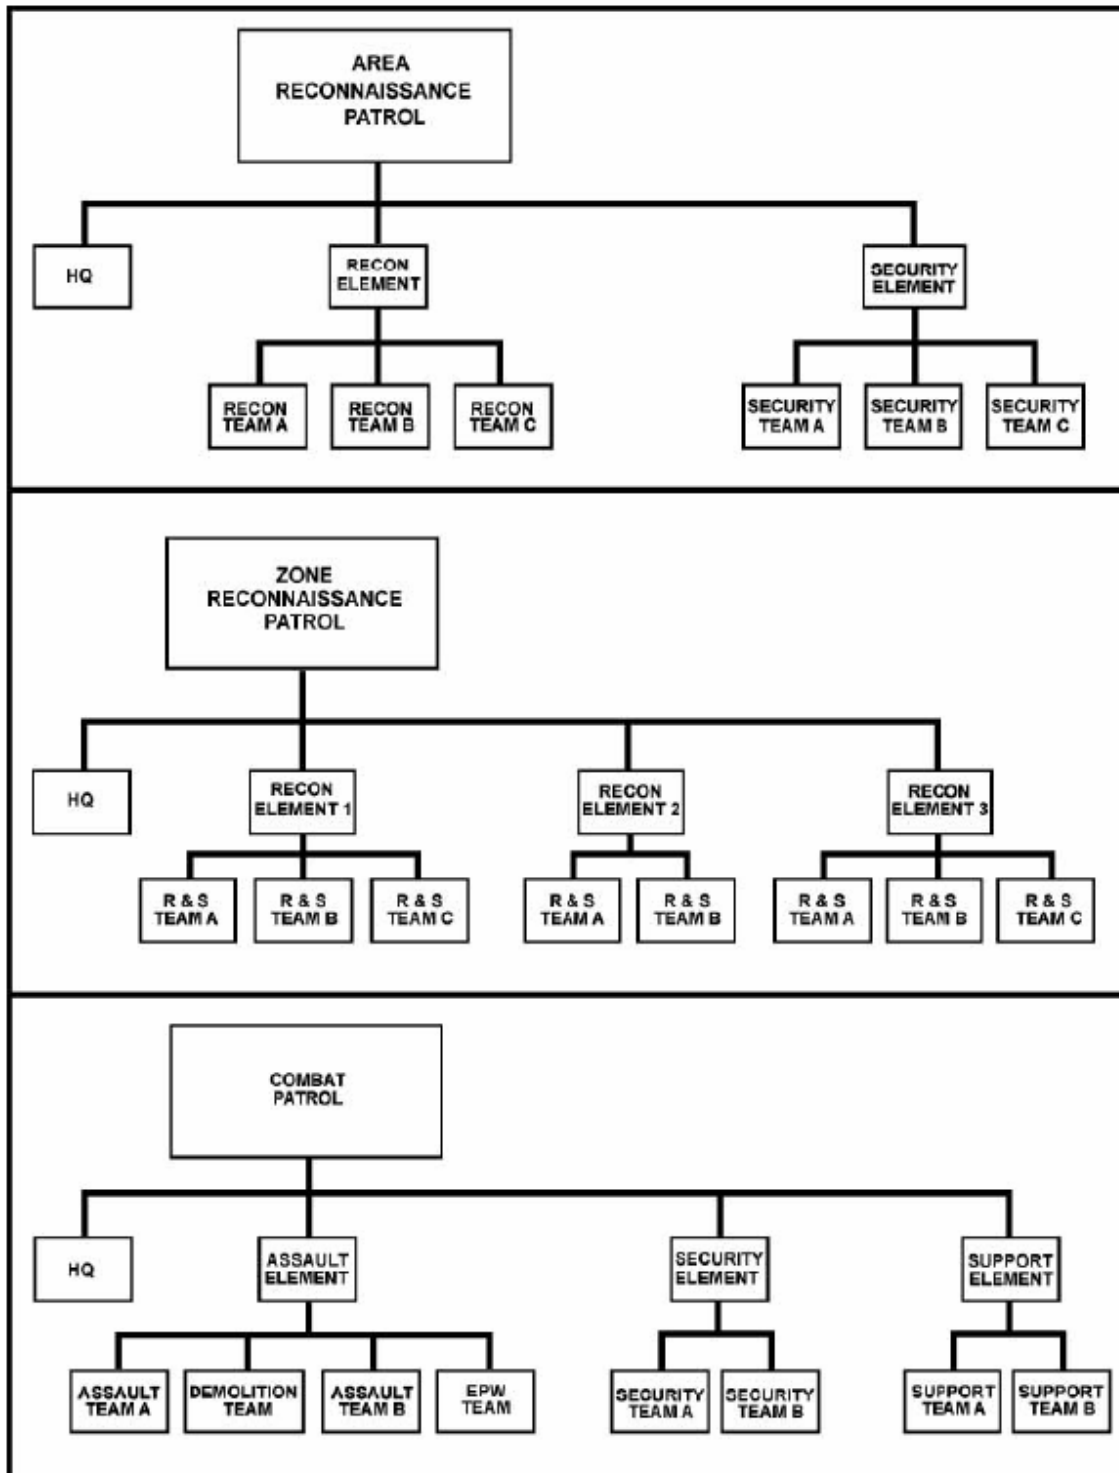 AREA
RECONNAISSANCE
PATROL
HQ
RECON
ELEMENT
SECURITY
ELEMENT
RECON
TEAM A
RECON
TEAM B
RECON
TEAM C
SECURITY
TEAM A
SECURITY
TEAM B
SECURITY
TEAM C
ZONE
RECONNAISSANCE
PATROL
HQ
RECON
ELEMENT 1
RECON
ELEMENT 2
RECON
ELEMENT 3
R & S
TEAM A
R & S
TEAM B
R & S
TEAM C
R & S
TEAM A
R & S
TEAM B
R & S
TEAM A
R & S
TEAM B
R & S
TEAM C
COMBAT
PATROL
HQ
ASSAULT
ELEMENT
SECURITY
ELEMENT
SUPPORT
ELEMENT
ASSAULT
TEAM A
DEMOLITION
TEAM
ASSAULT
TEAM B
EPW
TEAM
SECURITY
TEAM A
SECURITY
TEAM B
SUPPORT
TEAM A
SUPPORT
TEAM B